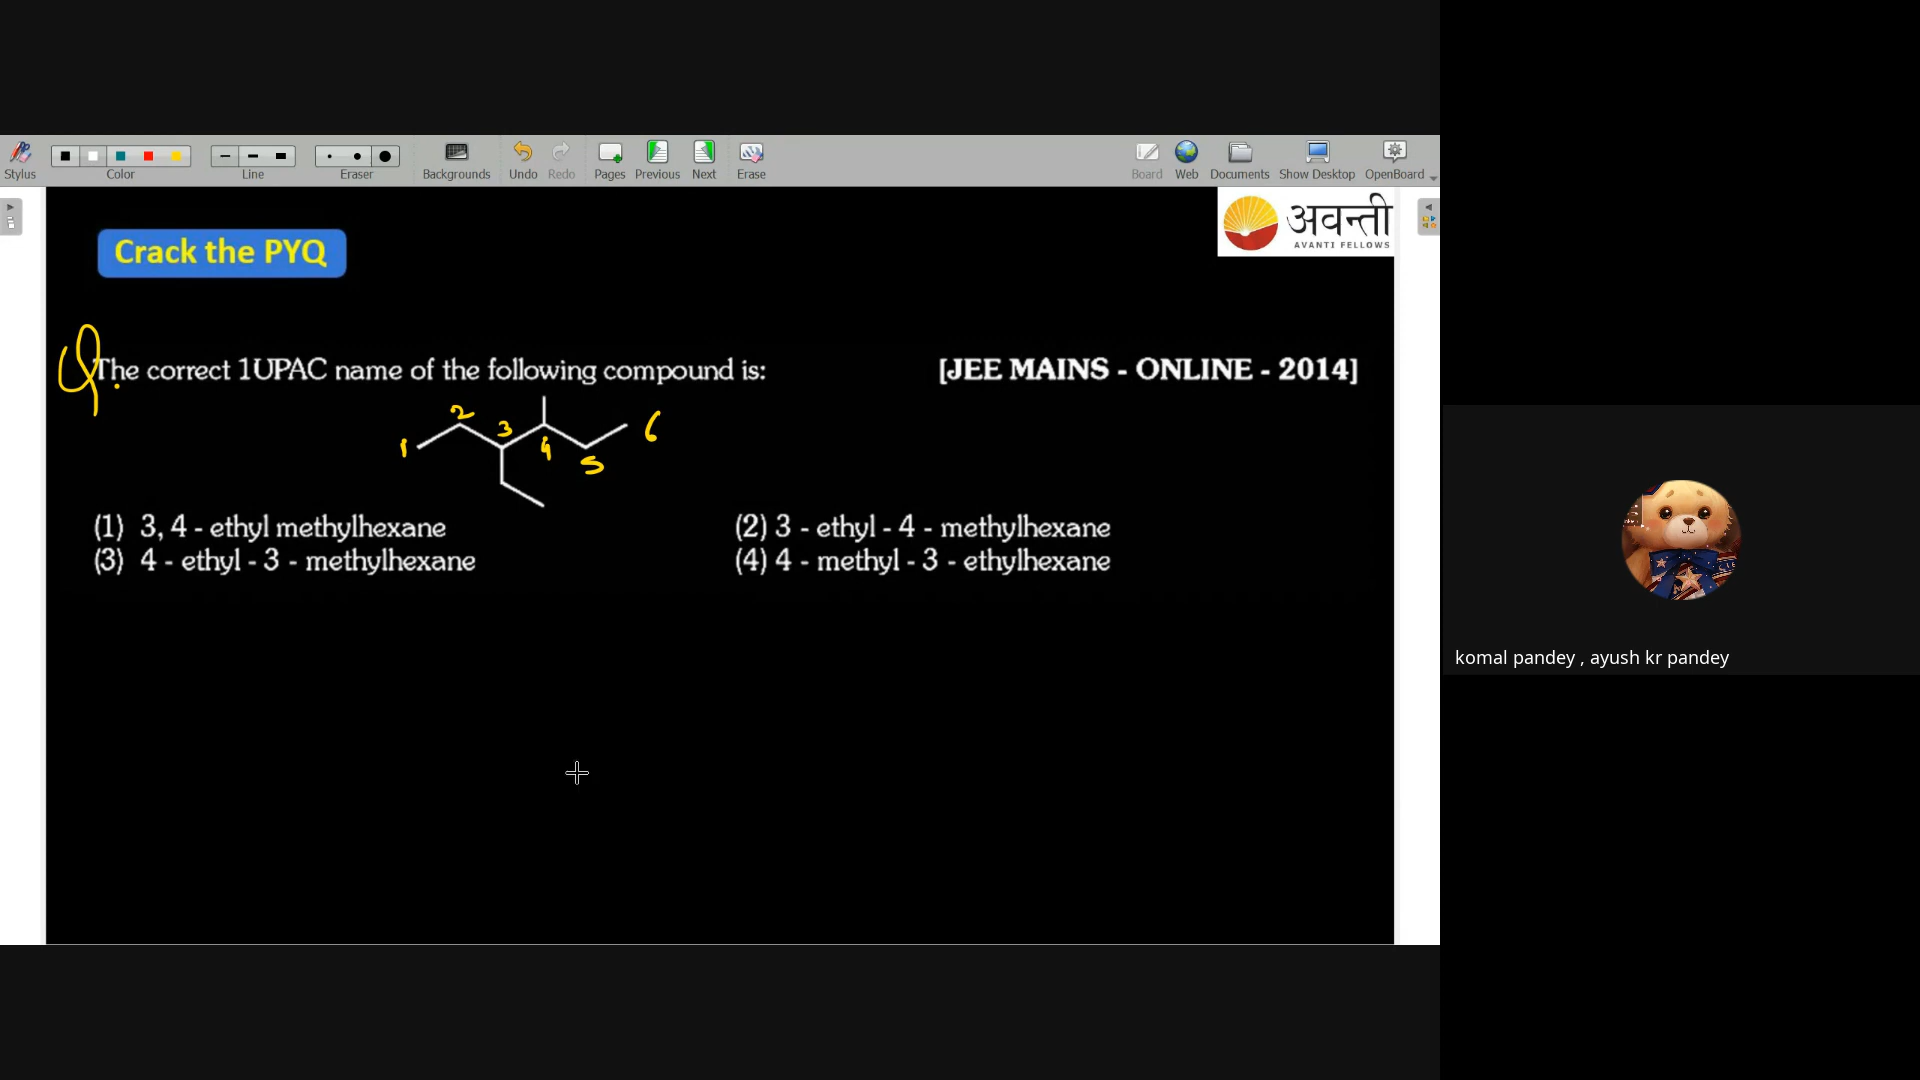 Stylus Color Line Eraser Backgrounds Undo Redo Pages Previous Next Erase Board Web Documents Show Desktop OpenBoard
अवन्ती
AVANTI FELLOWS
Crack the PYQ
Q.
The correct 1UPAC name of the following compound is: [JEE MAINS - ONLINE - 2014]
1 2 3 4 5 6
(1) 3, 4 - ethyl methylhexane (2) 3 - ethyl - 4 - methylhexane
(3) 4 - ethyl - 3 - methylhexane (4) 4 - methyl - 3 - ethylhexane
komal pandey , ayush kr pandey